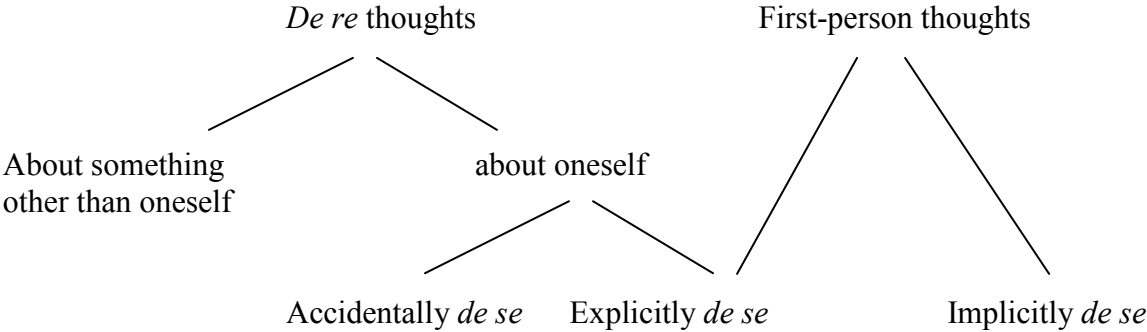 De re thoughts
First-person thoughts
About something
other than oneself
about oneself
Accidentally de se
Explicitly de se
Implicitly de se